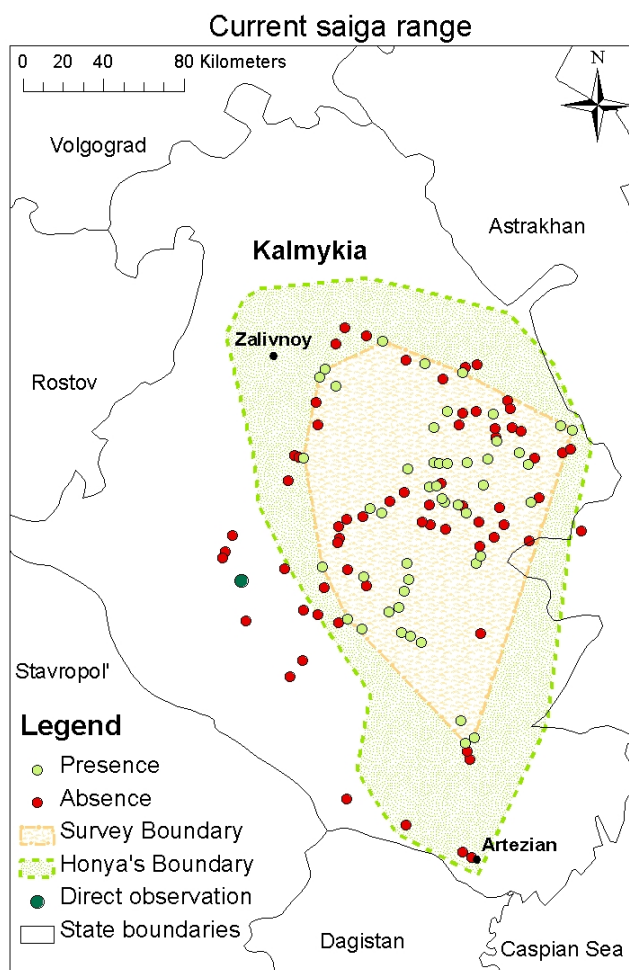 Current saiga range
0 20 40 80 Kilometers
N
Volgograd
Astrakhan
Kalmykia
Zalivnoy
Rostov
Stavropol'
Legend
Presence
Absence
Survey Boundary
Honya's Boundary
Direct observation
State boundaries
Artezian
Dagistan
Caspian Sea